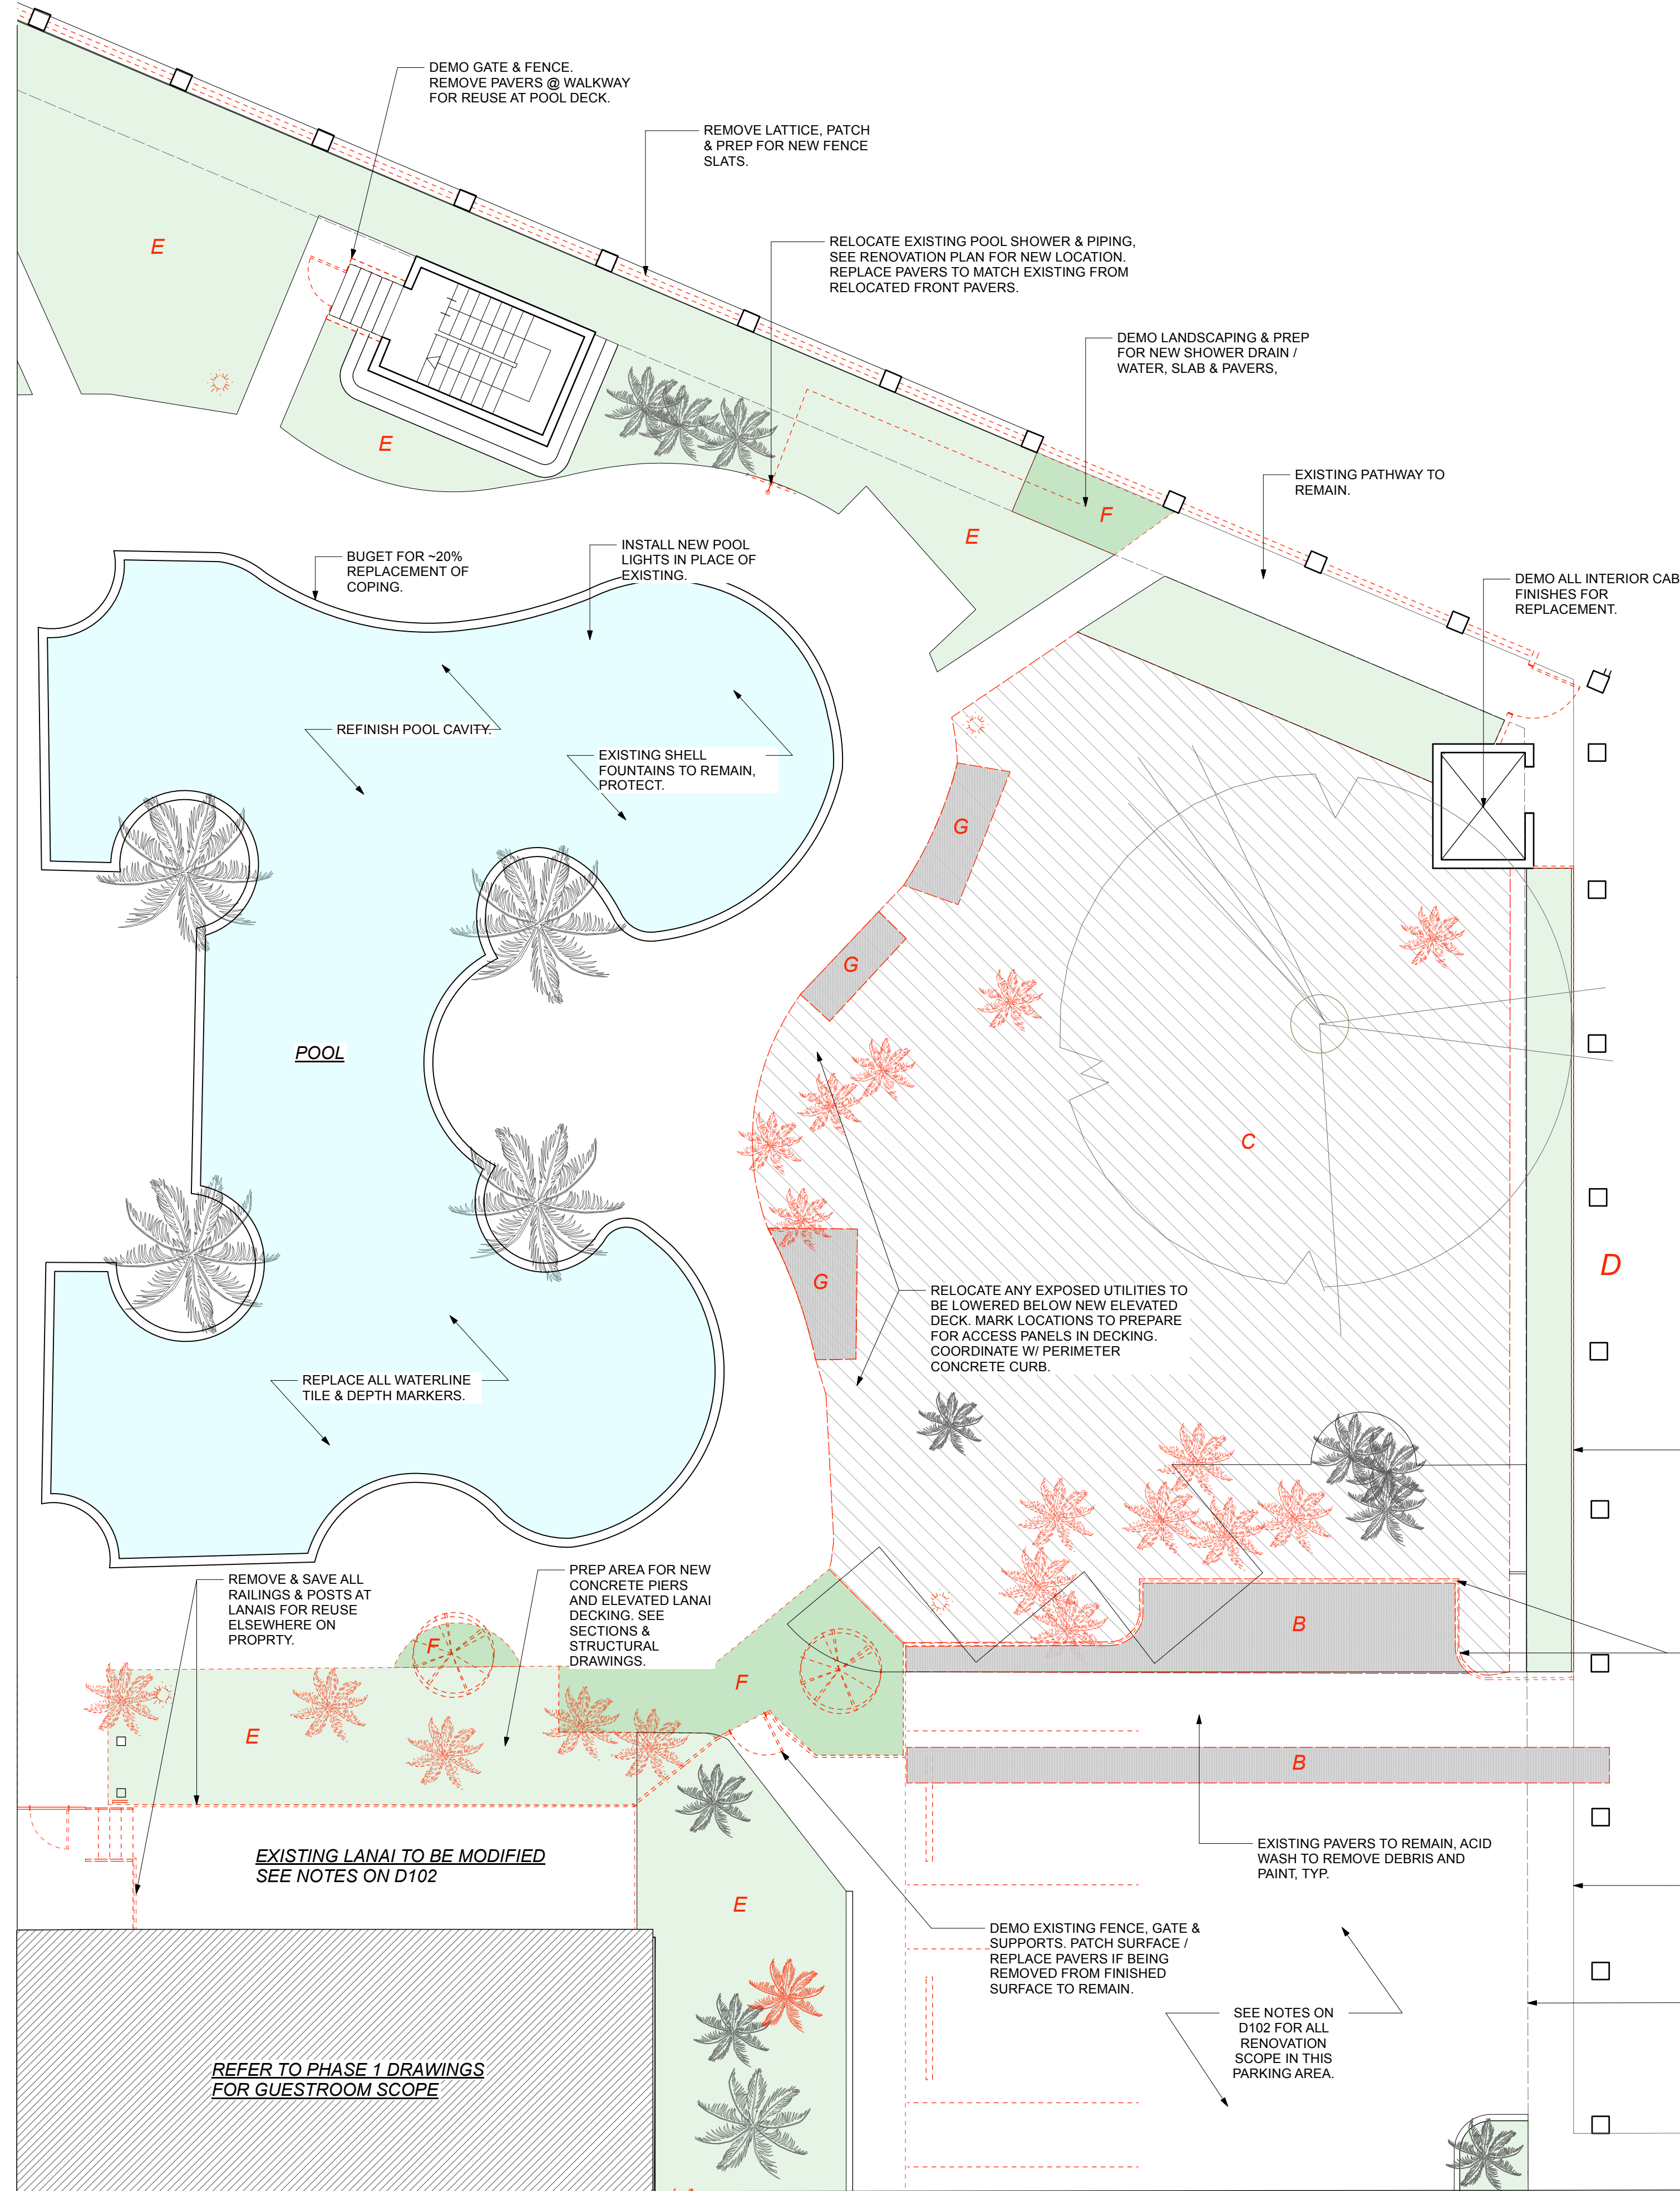 DEMO GATE & FENCE.
REMOVE PAVERS @ WALKWAY
FOR REUSE AT POOL DECK.
REMOVE LATTICE, PATCH
& PREP FOR NEW FENCE
SLATS.
E
RELOCATE EXISTING POOL SHOWER & PIPING,
SEE RENOVATION PLAN FOR NEW LOCATION.
REPLACE PAVERS TO MATCH EXISTING FROM
RELOCATED FRONT PAVERS.
DEMO LANDSCAPING & PREP
FOR NEW SHOWER DRAIN /
WATER, SLAB & PAVERS,
E
EXISTING PATHWAY TO
REMAIN.
F
E
BUGET FOR ~20%
REPLACEMENT OF
COPING.
INSTALL NEW POOL
LIGHTS IN PLACE OF
EXISTING.
DEMO ALL INTERIOR CAB
FINISHES FOR
REPLACEMENT.
REFINISH POOL CAVITY.
EXISTING SHELL
FOUNTAINS TO REMAIN,
PROTECT.
G
G
POOL
C
D
G
RELOCATE ANY EXPOSED UTILITIES TO
BE LOWERED BELOW NEW ELEVATED
DECK. MARK LOCATIONS TO PREPARE
FOR ACCESS PANELS IN DECKING.
COORDINATE W/ PERIMETER
CONCRETE CURB.
REPLACE ALL WATERLINE
TILE & DEPTH MARKERS.
REMOVE & SAVE ALL
RAILINGS & POSTS AT
LANAIS FOR REUSE
ELSEWHERE ON
PROPRTY.
PREP AREA FOR NEW
CONCRETE PIERS
AND ELEVATED LANAI
DECKING. SEE
SECTIONS &
STRUCTURAL
DRAWINGS.
B
F
F
E
B
EXISTING LANAI TO BE MODIFIED
SEE NOTES ON D102
EXISTING PAVERS TO REMAIN, ACID
WASH TO REMOVE DEBRIS AND
PAINT, TYP.
E
DEMO EXISTING FENCE, GATE &
SUPPORTS. PATCH SURFACE /
REPLACE PAVERS IF BEING
REMOVED FROM FINISHED
SURFACE TO REMAIN.
SEE NOTES ON
D102 FOR ALL
RENOVATION
SCOPE IN THIS
PARKING AREA.
REFER TO PHASE 1 DRAWINGS
FOR GUESTROOM SCOPE